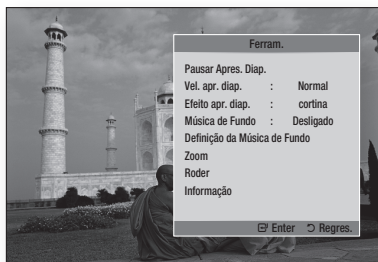 Ferram.
Pausar Apres. Diap.
Vel. apr. diap. : Normal
Efeito apr. diap. : cortina
Música de Fundo : Desligado
Definição da Música de Fundo
Zoom
Roder
Informação
Enter Regres.